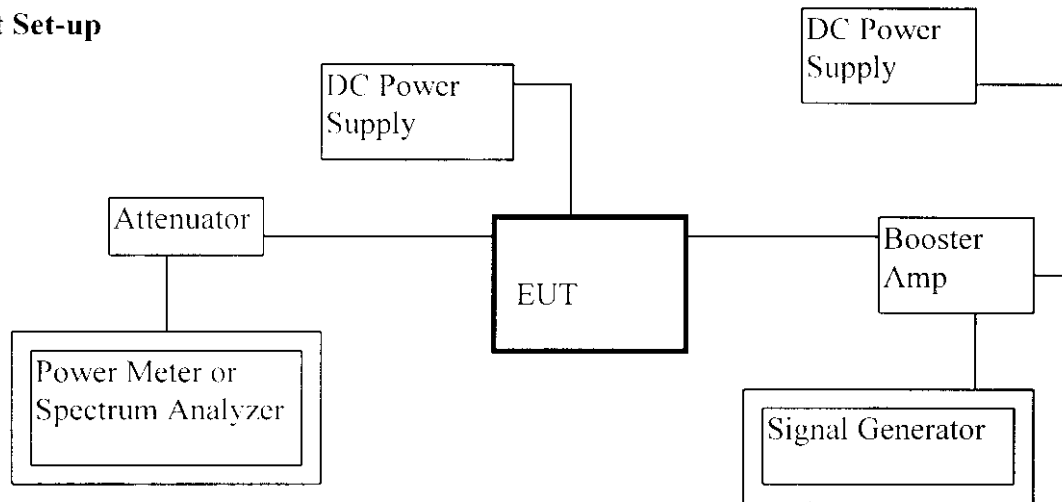 t Set-up
DC Power
Supply
DC Power
Supply
Attenuator
EUT
Booster
Amp
Power Meter or
Spectrum Analyzer
Signal Generator